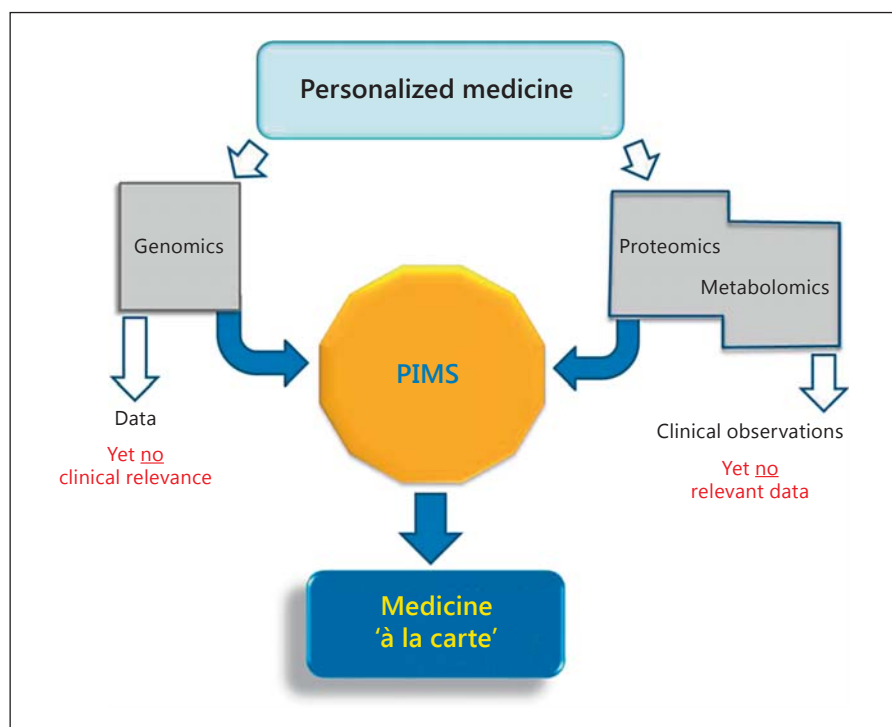 Personalized medicine
Genomics
Proteomics
Metabolomics
PIMS
Data
Yet no
clinical relevance
Clinical observations
Yet no
relevant data
Medicine
‘à la carte’